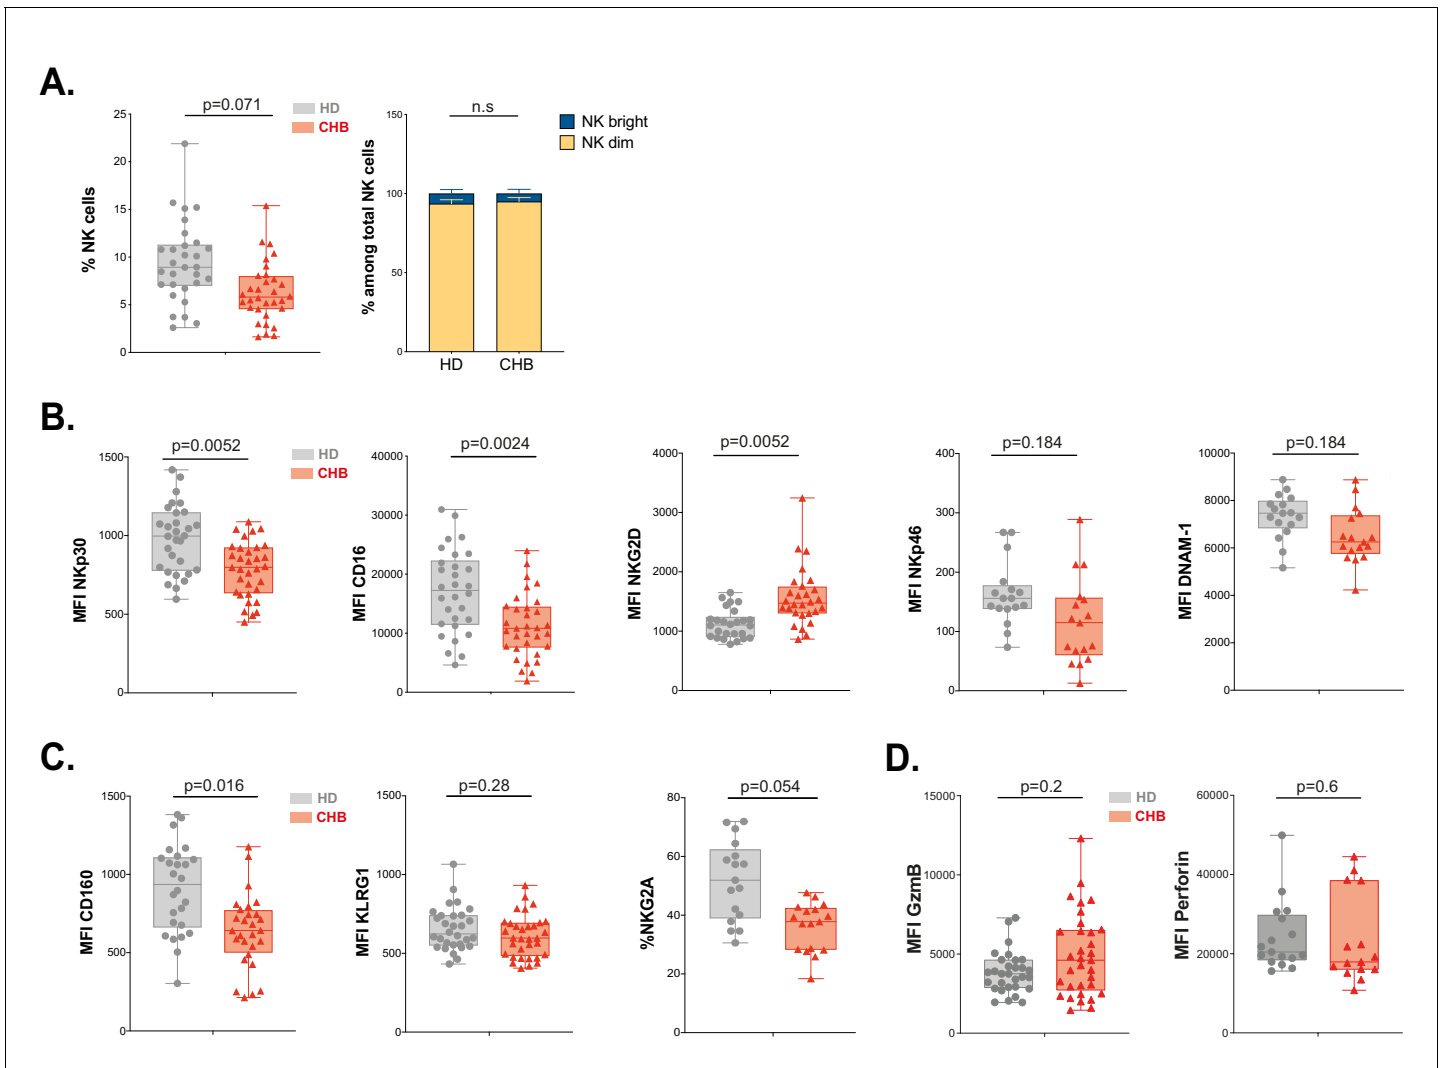 A.
p=0.071
HD
CHB
% NK cells
25
20
15
10
5
0
n.s
NK bright
NK dim
% among total NK cells
150
100
50
0
HD
CHB
B.
p=0.0052
HD
CHB
MFI NKp30
1500
1000
500
0
p=0.0024
MFI CD16
40000
30000
20000
10000
0
p=0.0052
MFI NKG2D
4000
3000
2000
1000
0
p=0.184
MFI NKp46
400
300
200
100
0
p=0.184
MFI DNAM-1
10000
8000
6000
4000
2000
0
C.
p=0.016
HD
CHB
MFI CD160
1500
1000
500
0
p=0.28
MFI KLRG1
1500
1000
500
0
p=0.054
%NKG2A
80
60
40
20
0
D.
p=0.2
HD
CHB
MFI GzmB
15000
10000
5000
0
p=0.6
MFI Perforin
60000
40000
20000
0